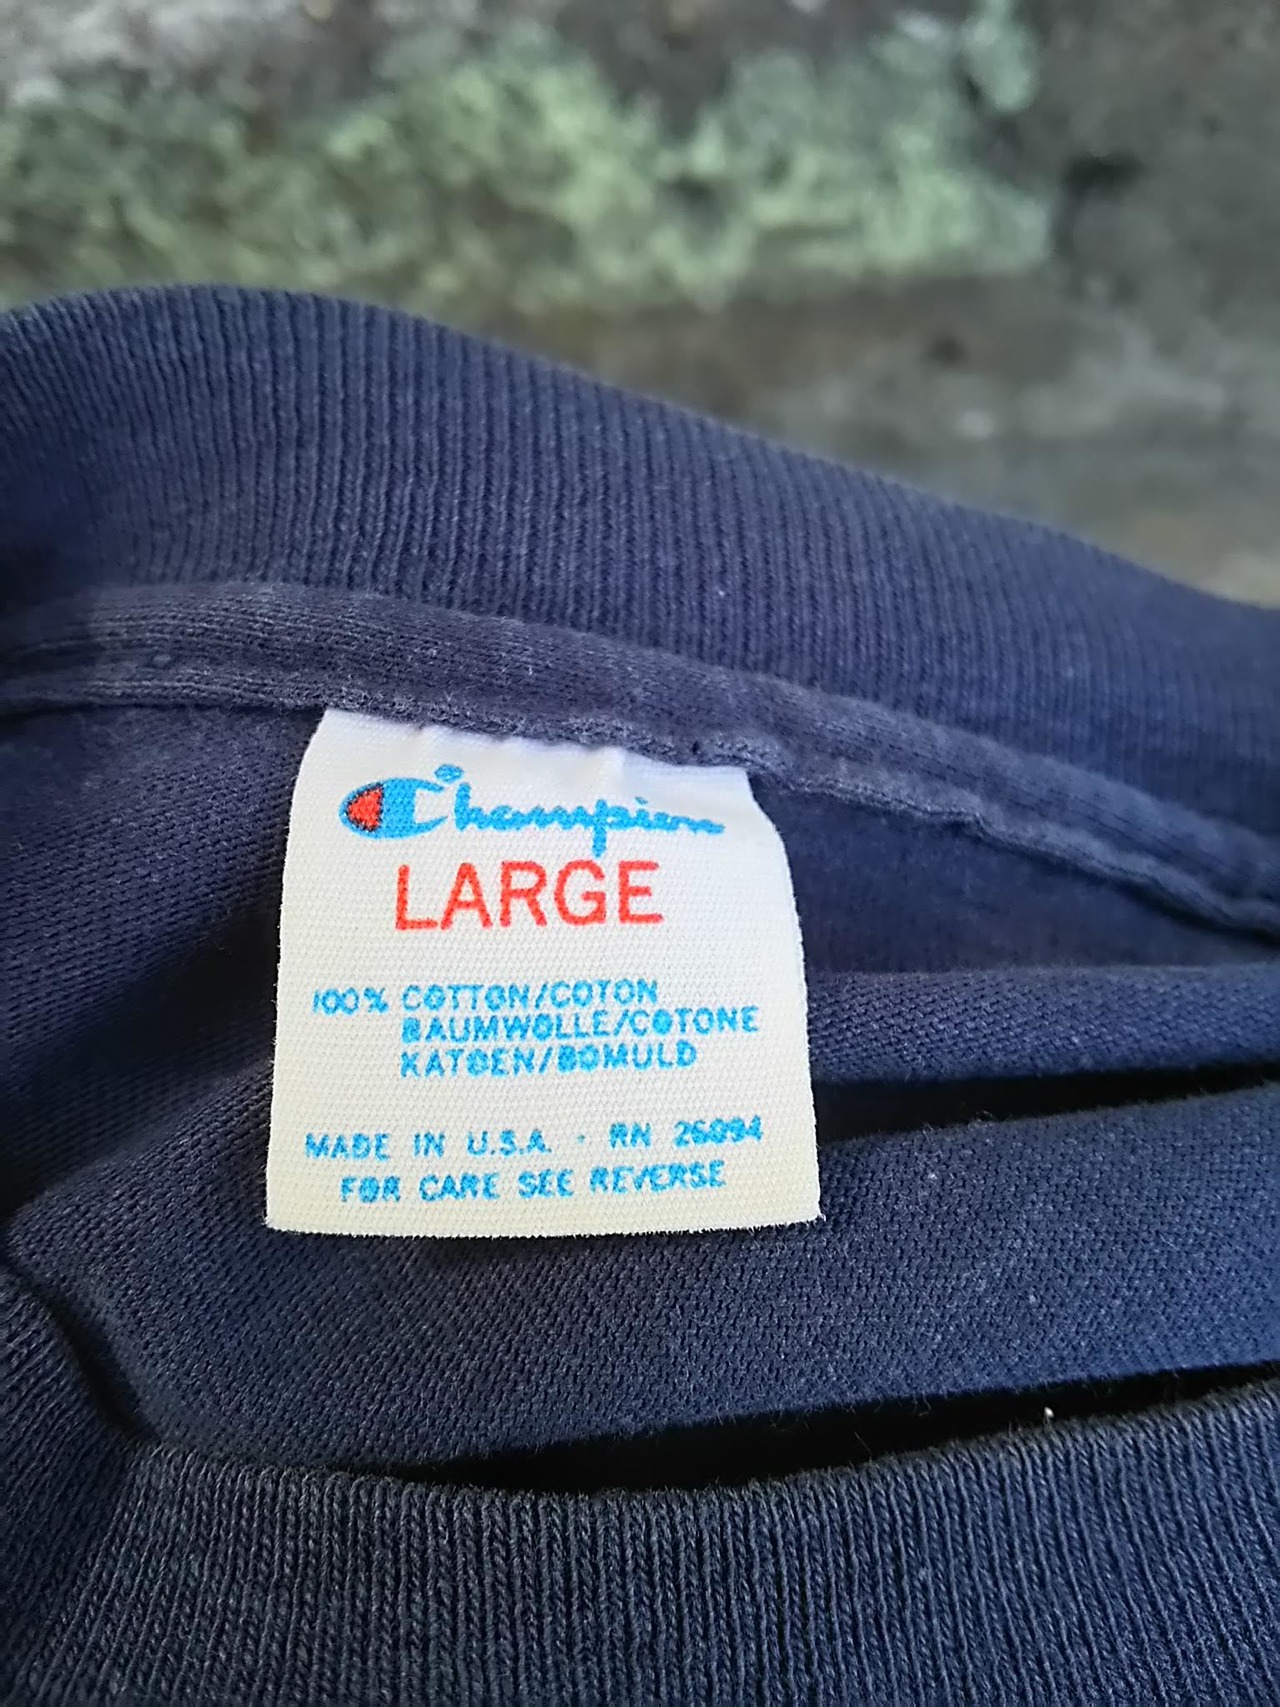 Champion
LARGE
100% COTTON/COTON
BAUMWOLLE/COTONE
KATOEN/BOMULD
MADE IN U.S.A. · RN 26094
FOR CARE SEE REVERSE